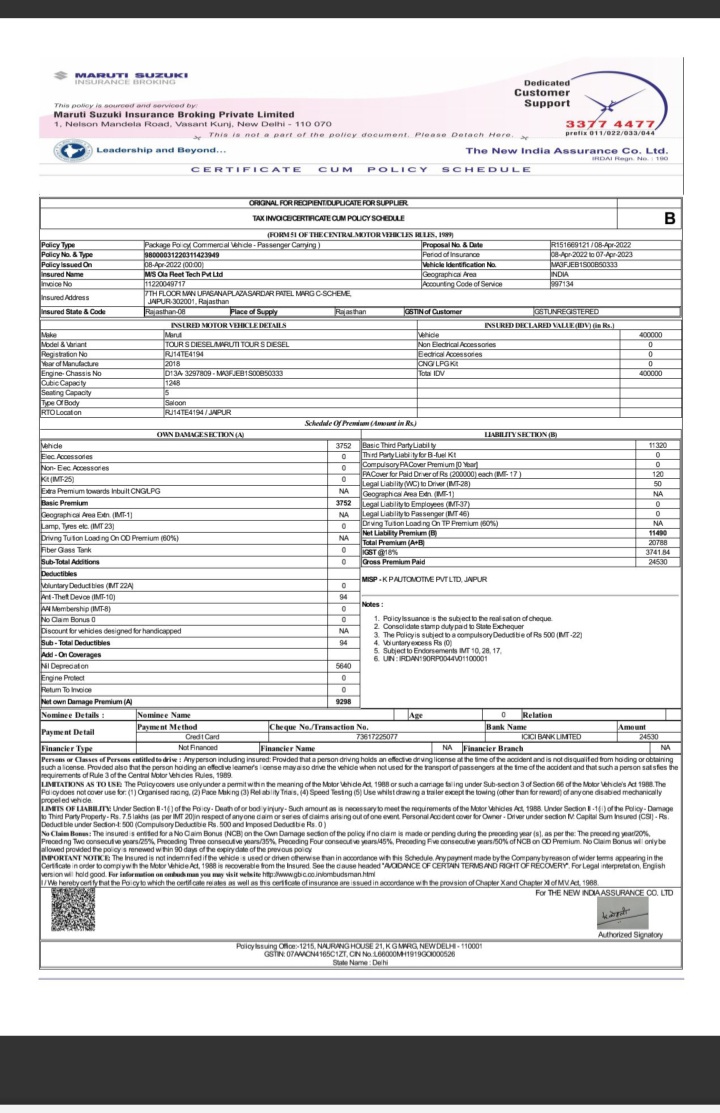 MARUTI SUZUKI
INSURANCE BROKING
This policy is sourced and serviced by:
Maruti Suzuki Insurance Broking Private Limited
1, Nelson Mandela Road, Vasant Kunj, New Delhi - 110 070
Dedicated
Customer
Support
3377 4477
prefix 011/022/033/044
This is not a part of the policy document. Please Detach Here.
Leadership and Beyond...
The New India Assurance Co. Ltd.
IRDAI Regn. No. : 190
CERTIFICATE CUM POLICY SCHEDULE
ORIGINAL FOR RECIPIENT/DUPLICATE FOR SUPPLIER.
TAX INVOICE/CERTIFICATE CUM POLICY SCHEDULE B
(FORM 51 OF THE CENTRAL MOTOR VEHICLES RULES, 1989)
Policy Type Package Policy( Commercial Vehicle - Passenger Carrying ) Proposal No. & Date R151669121 / 08-Apr-2022
Policy No. & Type 98000031220311423949 Period of Insurance 08-Apr-2022 to 07-Apr-2023
Policy Issued On 08-Apr-2022 (00:00) Vehicle Identification No. MA3FJEB1S00B50333
Insured Name M/S Ola Fleet Tech Pvt Ltd Geographical Area INDIA
Invoice No 11220049717 Accounting Code of Service 997134
Insured Address 7TH FLOOR MAN UPASANA PLAZA SARDAR PATEL MARG C-SCHEME,
JAIPUR-302001, Rajasthan
Insured State & Code Rajasthan-08 Place of Supply Rajasthan GSTIN of Customer GSTUNREGISTERED
INSURED MOTOR VEHICLE DETAILS INSURED DECLARED VALUE (IDV) (in Rs.)
Make Maruti Vehicle 400000
Model & Variant TOUR S DIESEL/MARUTI TOUR S DIESEL Non Electrical Accessories 0
Registration No RJ14TE4194 Electrical Accessories 0
Year of Manufacture 2018 CNG/LPG Kit 0
Engine- Chassis No D13A- 3297809 - MA3FJEB1S00B50333 Total IDV 400000
Cubic Capacity 1248
Seating Capacity 5
Type Of Body Saloon
RTO Location RJ14TE4194 / JAIPUR
Schedule Of Premium (Amount in Rs.)
OWN DAMAGE SECTION (A)
Vehicle 3752
Elec. Accessories 0
Non- Elec. Accessories 0
Kit (IMT-25) 0
Extra Premium towards Inbuilt CNG/LPG NA
Basic Premium 3752
Geographical Area Extn. (IMT-1) NA
Lamp, Tyres etc. (IMT 23) 0
Driving Tuition Loading On OD Premium (60%) NA
Fiber Glass Tank 0
Sub-Total Additions 0
Deductibles
Voluntary Deductibles (IMT 22A) 0
Anti-Theft Device (IMT-10) 94
AAI Membership (IMT-8) 0
No Claim Bonus 0 0
Discount for vehicles designed for handicapped NA
Sub - Total Deductibles 94
Add - On Coverages
Nil Depreciation 5640
Engine Protect 0
Return To Invoice 0
Net own Damage Premium (A) 9298
LIABILITY SECTION (B)
Basic Third Party Liability 11320
Third Party Liability for Bi-fuel Kit 0
Compulsory PA Cover Premium [0 Year] 0
PA Cover for Paid Driver of Rs (200000) each (IMT- 17 ) 120
Legal Liability (WC) to Driver (IMT-28) 50
Geographical Area Extn. (IMT-1) NA
Legal Liability to Employees (IMT-37) 0
Legal Liability to Passenger (IMT 46) 0
Driving Tuition Loading On TP Premium (60%) NA
Net Liability Premium (B) 11490
Total Premium (A+B) 20788
IGST @18% 3741.84
Gross Premium Paid 24530
MISP - K P AUTOMOTIVE PVT LTD, JAIPUR
Notes :
1. Policy Issuance is the subject to the realisation of cheque.
2. Consolidate stamp duty paid to State Exchequer
3. The Policy is subject to a compulsory Deductible of Rs 500 (IMT -22)
4. Voluntary excess Rs (0)
5. Subject to Endorsements IMT 10, 28, 17,
6. UIN : IRDAN190RP0044V01100001
Nominee Details : Nominee Name Age 0 Relation
Payment Detail Payment Method Cheque No./Transaction No. Bank Name Amount
Credit Card 73617225077 ICICI BANK LIMITED 24530
Financier Type Not Financed Financier Name NA Financier Branch NA
Persons or Classes of Persons entitled to drive : Any person including insured: Provided that a person driving holds an effective driving license at the time of the accident and is not disqualified from holding or obtaining
such a license. Provided also that the person holding an effective learner's license may also drive the vehicle when not used for the transport of passengers at the time of the accident and that such a person satisfies the
requirements of Rule 3 of the Central Motor Vehicles Rules, 1989.
LIMITATIONS AS TO USE: The Policy covers use only under a permit within the meaning of the Motor Vehicle Act, 1988 or such a carriage falling under Sub-section 3 of Section 66 of the Motor Vehicle's Act 1988.The
Policy does not cover use for: (1) Organised racing, (2) Pace Making (3) Reliability Trials, (4) Speed Testing (5) Use whilst drawing a trailer except the towing (other than for reward) of any one disabled mechanically
propelled vehicle.
LIMITS OF LIABILITY: Under Section II -1(i) of the Policy - Death of or bodily injury - Such amount as is necessary to meet the requirements of the Motor Vehicles Act, 1988. Under Section II -1(ii) of the Policy - Damage
to Third Party Property - Rs. 7.5 lakhs (as per IMT 20)in respect of any one claim or series of claims arising out of one event. Personal Accident cover for Owner - Driver under section IV: Capital Sum Insured (CSI) - Rs.
Deductible under Section-I: 500 (Compulsory Deductible Rs. 500 and Imposed Deductible Rs. 0 )
No Claim Bonus: The insured is entitled for a No Claim Bonus (NCB) on the Own Damage section of the policy, if no claim is made or pending during the preceding year (s), as per the: The preceding year/20%,
Preceding Two consecutive years/25%, Preceding Three consecutive years/35%, Preceding Four consecutive years/45%, Preceding Five consecutive years/50% of NCB on OD Premium. No Claim Bonus will only be
allowed provided the policy is renewed within 90 days of the expiry date of the previous policy.
IMPORTANT NOTICE: The Insured is not indemnified if the vehicle is used or driven otherwise than in accordance with this Schedule. Any payment made by the Company by reason of wider terms appearing in the
Certificate in order to comply with the Motor Vehicle Act, 1988 is recoverable from the Insured. See the clause headed "AVOIDANCE OF CERTAIN TERMS AND RIGHT OF RECOVERY". For Legal interpretation, English
version will hold good. For information on ombudsman you may visit website http://www.gbic.co.in/ombudsman.html
I / We hereby certify that the Policy to which the certificate relates as well as this certificate of insurance are issued in accordance with the provision of Chapter X and Chapter XI of M.V. Act, 1988.
For THE NEW INDIA ASSURANCE CO. LTD
Authorized Signatory
Policy Issuing Office:-1215, NAURANG HOUSE 21, K G MARG, NEW DELHI - 110001
GSTIN: 07AAACN4165C1ZT, CIN No.:L66000MH1919GOI000526
State Name : Delhi